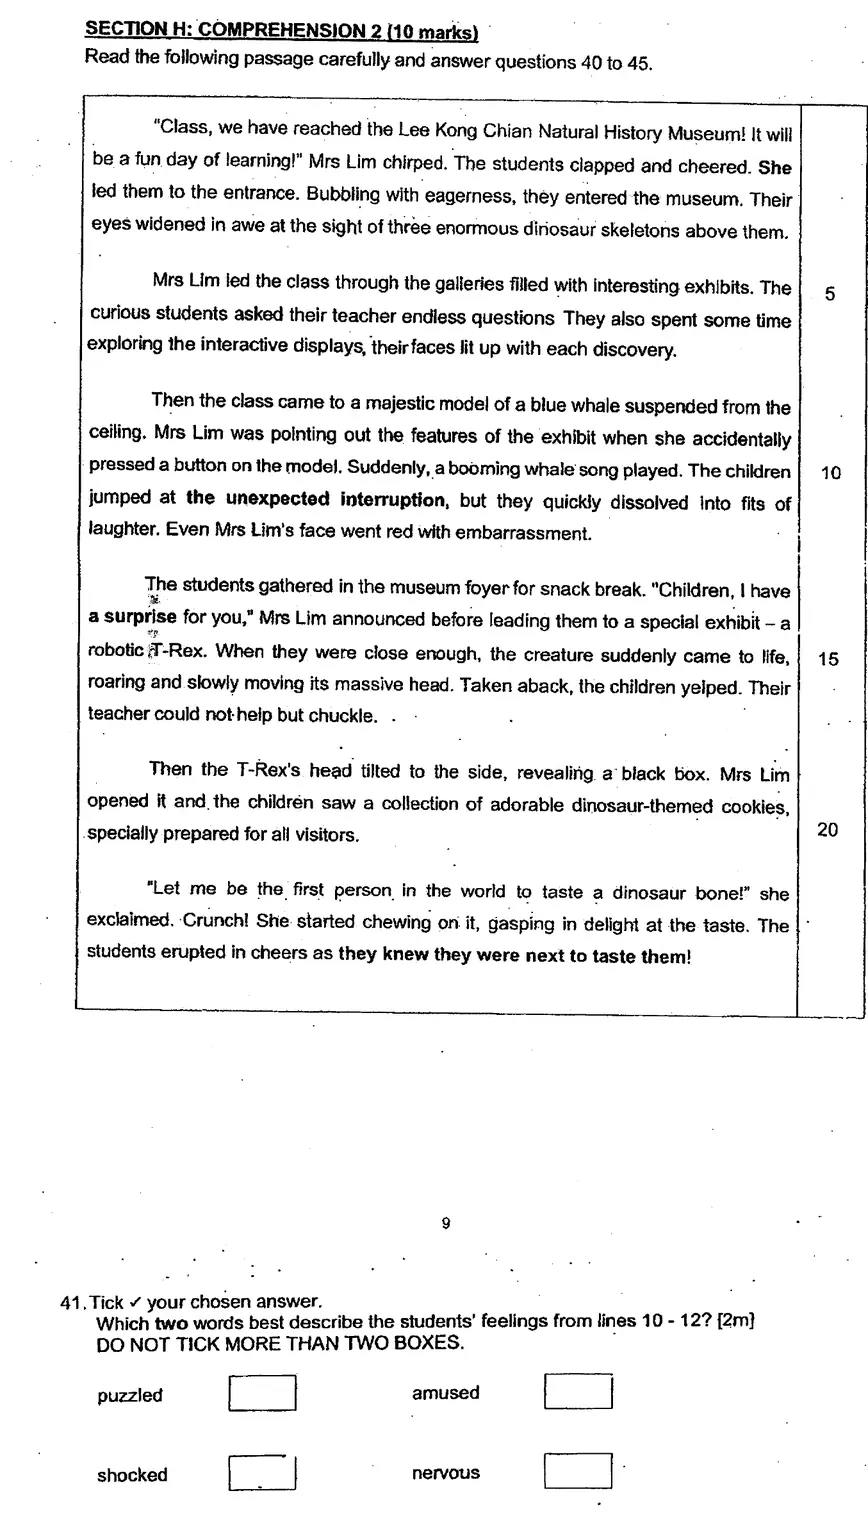 SECTION H: COMPREHENSION 2 (10 marks)
Read the following passage carefully and answer questions 40 to 45.
"Class, we have reached the Lee Kong Chian Natural History Museum! It will
be a fun day of learning!" Mrs Lim chirped. The students clapped and cheered. She
led them to the entrance. Bubbling with eagerness, they entered the museum. Their
eyes widened in awe at the sight of three enormous dinosaur skeletons above them.
Mrs Lim led the class through the galleries filled with interesting exhibits. The
5
curious students asked their teacher endless questions They also spent some time
exploring the interactive displays, their faces lit up with each discovery.
Then the class came to a majestic model of a blue whale suspended from the
ceiling. Mrs Lim was pointing out the features of the exhibit when she accidentally
pressed a button on the model. Suddenly, a booming whale song played. The children
10
jumped at the unexpected interruption, but they quickly dissolved into fits of
laughter. Even Mrs Lim's face went red with embarrassment.
The students gathered in the museum foyer for snack break. "Children, I have
a surprise for you," Mrs Lim announced before leading them to a special exhibit – a
robotic T-Rex. When they were close enough, the creature suddenly came to life,
15
roaring and slowly moving its massive head. Taken aback, the children yelped. Their
teacher could not help but chuckle.
Then the T-Rex's head tilted to the side, revealing a black box. Mrs Lim
opened it and the children saw a collection of adorable dinosaur-themed cookies,
specially prepared for all visitors.
20
"Let me be the first person in the world to taste a dinosaur bone!" she
exclaimed. Crunch! She started chewing on it, gasping in delight at the taste. The
students erupted in cheers as they knew they were next to taste them!
9
41. Tick ✓ your chosen answer.
Which two words best describe the students' feelings from lines 10 - 12? [2m]
DO NOT TICK MORE THAN TWO BOXES.
puzzled
amused
shocked
nervous